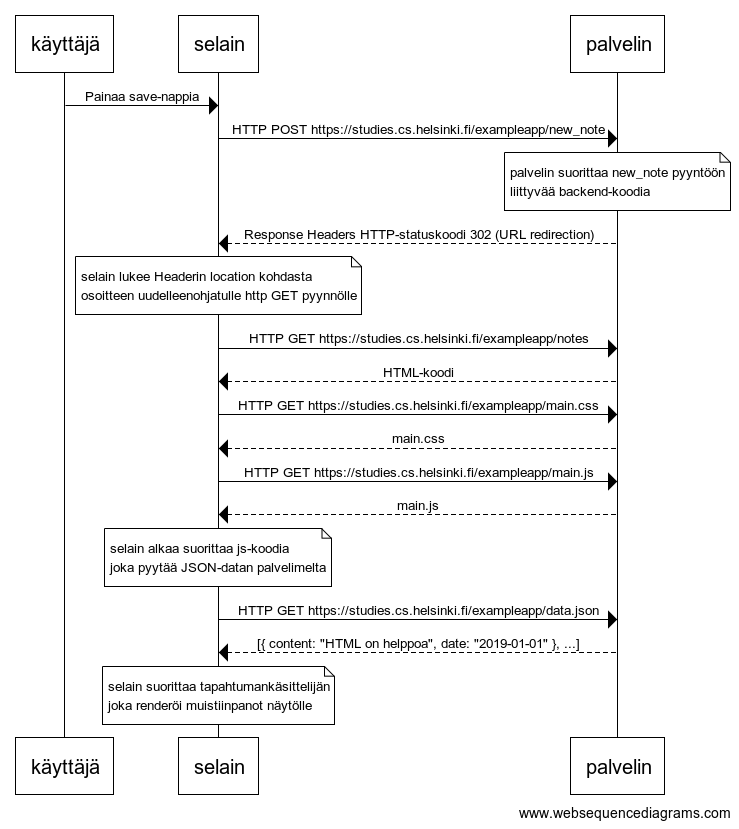 käyttäjä
selain
palvelin
Painaa save-nappia
HTTP POST https://studies.cs.helsinki.fi/exampleapp/new_note
palvelin suorittaa new_note pyyntöön
liittyvää backend-koodia
Response Headers HTTP-statuskoodi 302 (URL redirection)
selain lukee Headerin location kohdasta
osoitteen uudelleenohjatulle http GET pyynnölle
HTTP GET https://studies.cs.helsinki.fi/exampleapp/notes
HTML-koodi
HTTP GET https://studies.cs.helsinki.fi/exampleapp/main.css
main.css
HTTP GET https://studies.cs.helsinki.fi/exampleapp/main.js
main.js
selain alkaa suorittaa js-koodia
joka pyytää JSON-datan palvelimelta
HTTP GET https://studies.cs.helsinki.fi/exampleapp/data.json
[{ content: "HTML on helppoa", date: "2019-01-01" }, ...]
selain suorittaa tapahtumankäsittelijän
joka renderöi muistiinpanot näytölle
käyttäjä
selain
palvelin
www.websequencediagrams.com